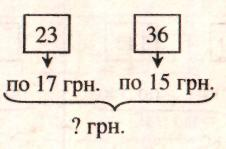 23 36
по 17 грн. по 15 грн.
? грн.